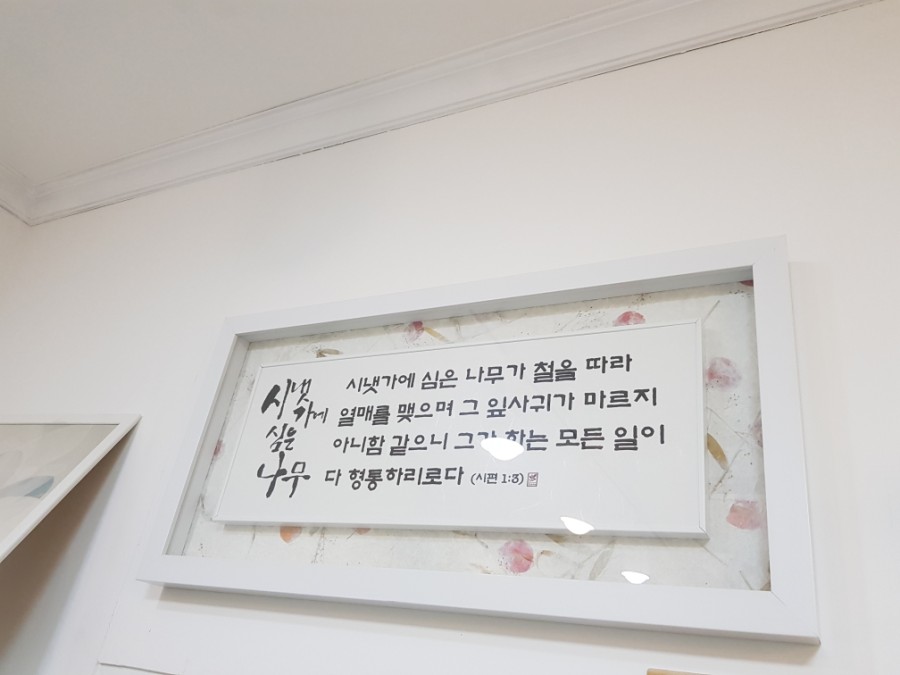 시냇
가에
심은
나무
시냇가에 심은 나무가 철을 따라
열매를 맺으며 그 잎사귀가 마르지
아니함 같으니 그가 하는 모든 일이
다 형통하리로다 (시편 1:3)